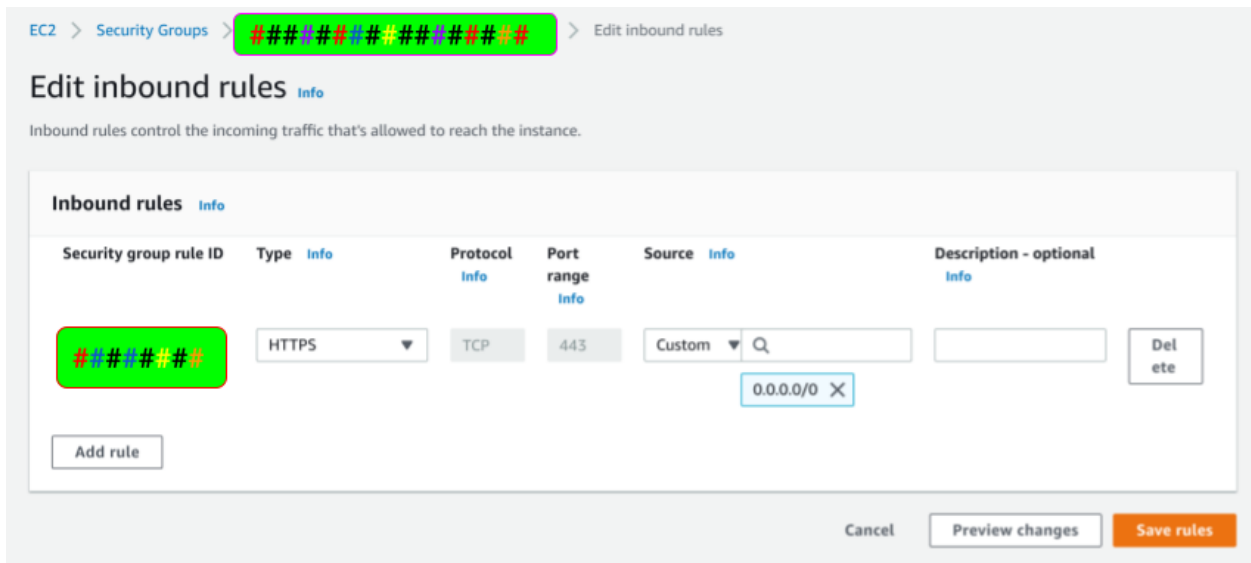 EC2 > Security Groups > ################# > Edit inbound rules
Edit inbound rules Info
Inbound rules control the incoming traffic that's allowed to reach the instance.
Inbound rules Info
Security group rule ID Type Info Protocol Info Port range Info Source Info Description - optional Info
######## HTTPS TCP 443 Custom Del ete
0.0.0.0/0
Add rule
Cancel Preview changes Save rules